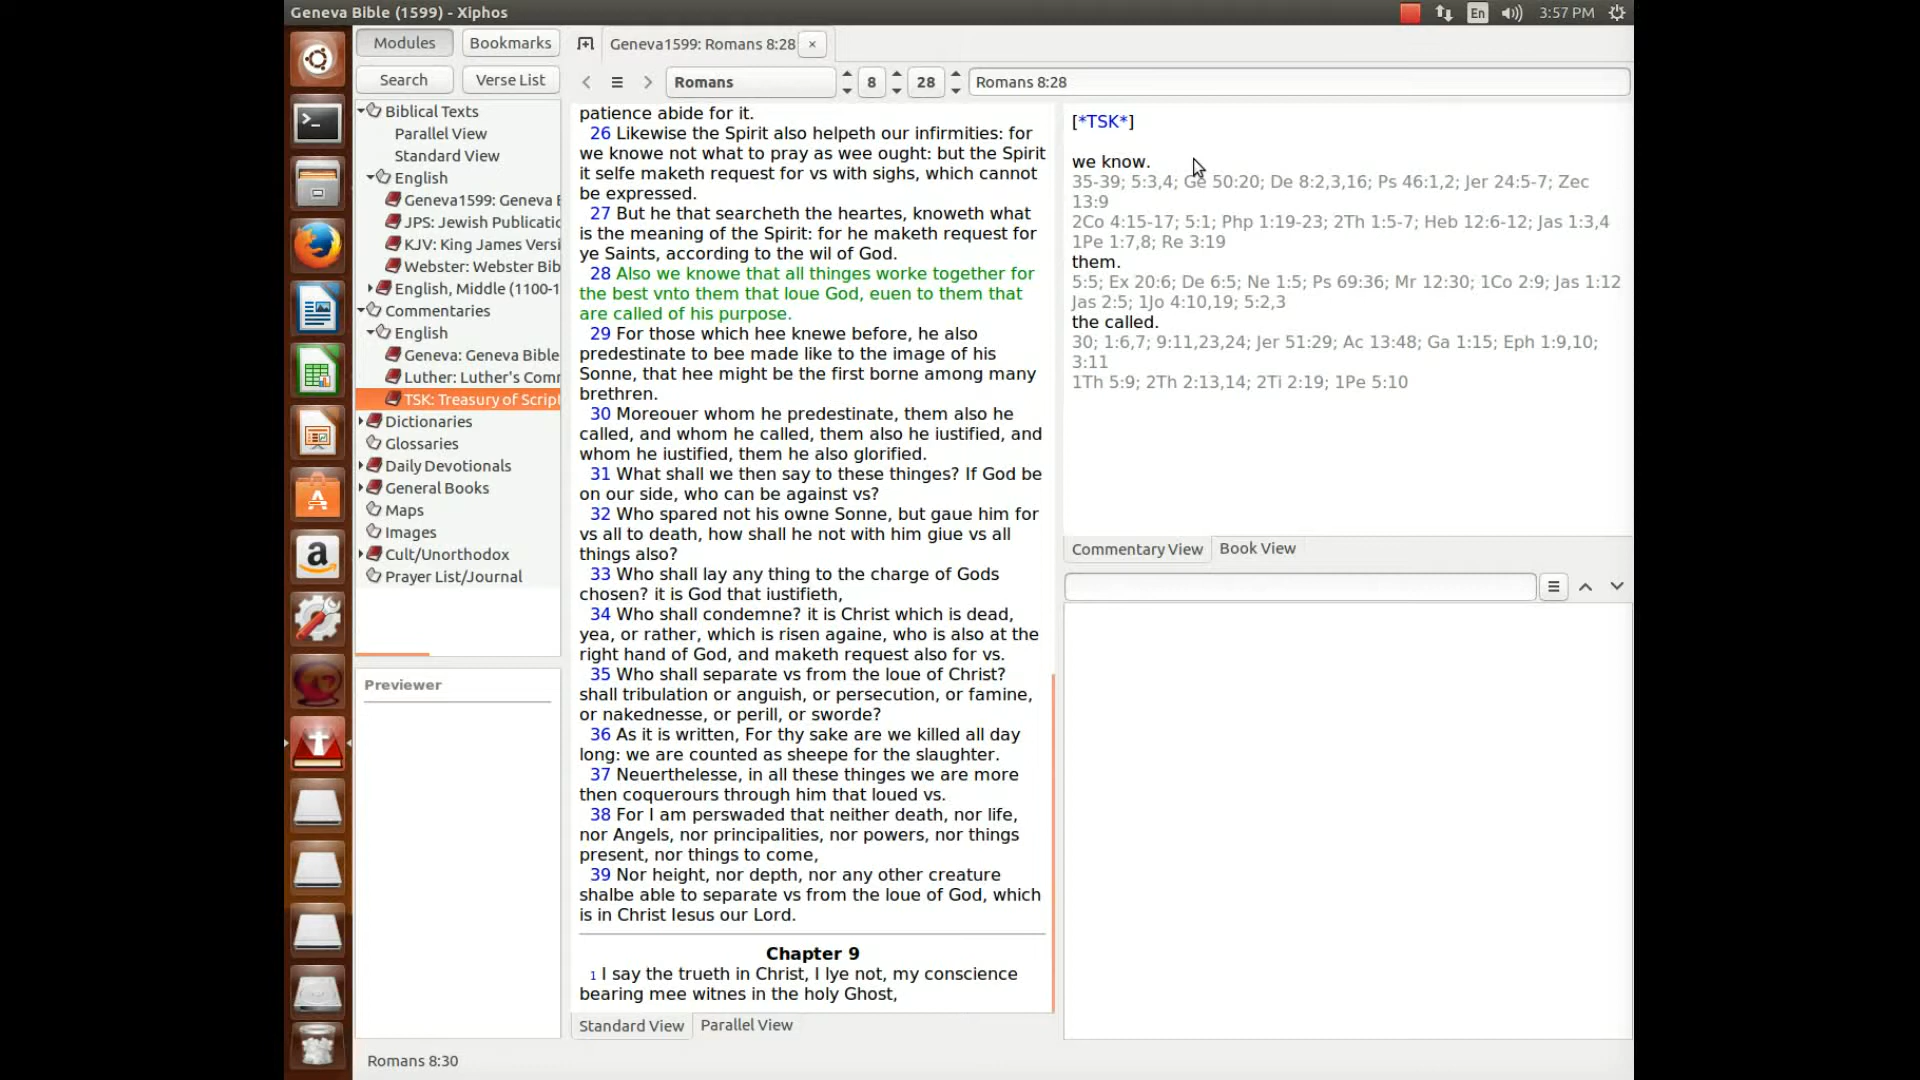 Geneva Bible (1599) - Xiphos
En
3:57 PM
Modules
Bookmarks
Search
Verse List
Biblical Texts
Parallel View
Standard View
English
Geneva1599: Geneva B
JPS: Jewish Publicatio
KJV: King James Versi
Webster: Webster Bib
English, Middle (1100-1
Commentaries
English
Geneva: Geneva Bible
Luther: Luther's Comm
TSK: Treasury of Script
Dictionaries
Glossaries
Daily Devotionals
General Books
Maps
Images
Cult/Unorthodox
Prayer List/Journal
Previewer
Romans 8:30
Geneva1599: Romans 8:28
Romans
8
28
Romans 8:28
patience abide for it.
26 Likewise the Spirit also helpeth our infirmities: for
we knowe not what to pray as wee ought: but the Spirit
it selfe maketh request for vs with sighs, which cannot
be expressed.
27 But he that searcheth the heartes, knoweth what
is the meaning of the Spirit: for he maketh request for
ye Saints, according to the wil of God.
28 Also we knowe that all thinges worke together for
the best vnto them that loue God, euen to them that
are called of his purpose.
29 For those which hee knewe before, he also
predestinate to bee made like to the image of his
Sonne, that hee might be the first borne among many
brethren.
30 Moreouer whom he predestinate, them also he
called, and whom he called, them also he iustified, and
whom he iustified, them he also glorified.
31 What shall we then say to these thinges? If God be
on our side, who can be against vs?
32 Who spared not his owne Sonne, but gaue him for
vs all to death, how shall he not with him giue vs all
things also?
33 Who shall lay any thing to the charge of Gods
chosen? it is God that iustifieth,
34 Who shall condemne? it is Christ which is dead,
yea, or rather, which is risen againe, who is also at the
right hand of God, and maketh request also for vs.
35 Who shall separate vs from the loue of Christ?
shall tribulation or anguish, or persecution, or famine,
or nakednesse, or perill, or sworde?
36 As it is written, For thy sake are we killed all day
long: we are counted as sheepe for the slaughter.
37 Neuerthelesse, in all these thinges we are more
then coquerours through him that loued vs.
38 For I am perswaded that neither death, nor life,
nor Angels, nor principalities, nor powers, nor things
present, nor things to come,
39 Nor height, nor depth, nor any other creature
shalbe able to separate vs from the loue of God, which
is in Christ Iesus our Lord.
Chapter 9
1 I say the trueth in Christ, I lye not, my conscience
bearing mee witnes in the holy Ghost,
Standard View
Parallel View
[*TSK*]
we know.
35-39; 5:3,4; Ge 50:20; De 8:2,3,16; Ps 46:1,2; Jer 24:5-7; Zec
13:9
2Co 4:15-17; 5:1; Php 1:19-23; 2Th 1:5-7; Heb 12:6-12; Jas 1:3,4
1Pe 1:7,8; Re 3:19
them.
5:5; Ex 20:6; De 6:5; Ne 1:5; Ps 69:36; Mr 12:30; 1Co 2:9; Jas 1:12
Jas 2:5; 1Jo 4:10,19; 5:2,3
the called.
30; 1:6,7; 9:11,23,24; Jer 51:29; Ac 13:48; Ga 1:15; Eph 1:9,10;
3:11
1Th 5:9; 2Th 2:13,14; 2Ti 2:19; 1Pe 5:10
Commentary View
Book View